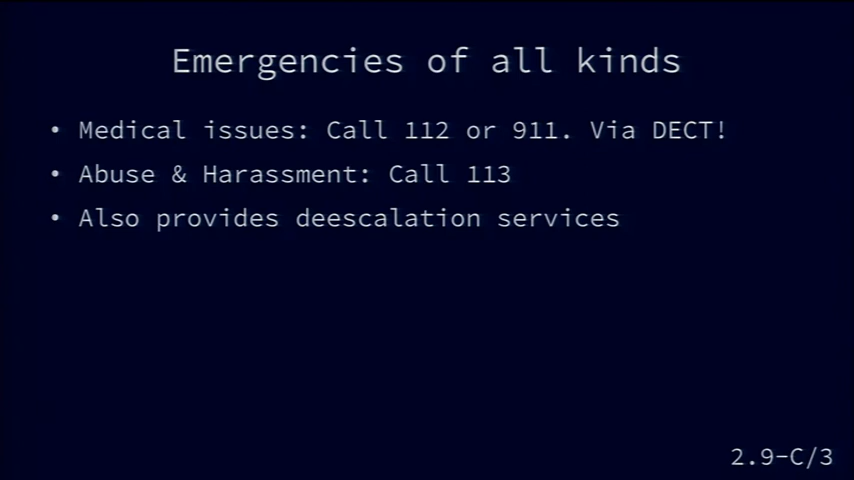 Emergencies of all kinds
• Medical issues: Call 112 or 911. Via DECT!
• Abuse & Harassment: Call 113
• Also provides deescalation services
2.9-C/3